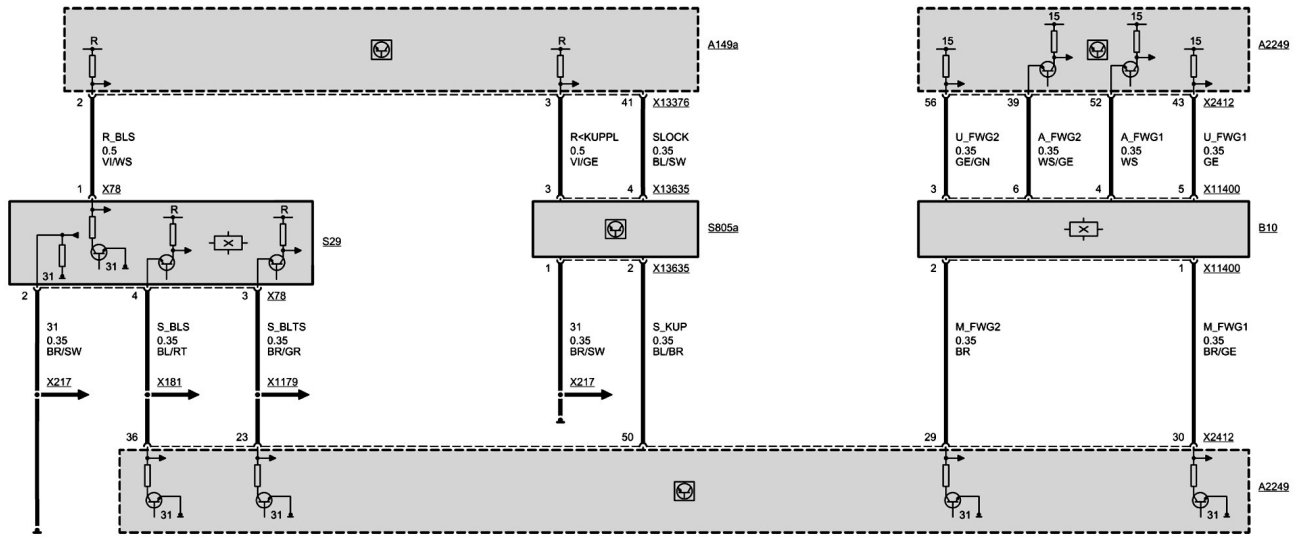 R
R
15
15
15
15
A149a
A2249
2
3
41
X13376
56
39
52
43
X2412
R_BLS
0.5
VI/WS
R<KUPPL
0.5
VI/GE
SLOCK
0.35
BL/SW
U_FWG2
0.35
GE/GN
A_FWG2
0.35
WS/GE
A_FWG1
0.35
WS
U_FWG1
0.35
GE
1
X78
3
4
X13635
3
6
4
5
X11400
31
31
R
R
X
S29
S805a
X
B10
2
4
3
X78
1
2
X13635
2
1
X11400
31
0.35
BR/SW
S_BLS
0.35
BL/RT
S_BLTS
0.35
BR/GR
31
0.35
BR/SW
S_KUP
0.35
BL/BR
M_FWG2
0.35
BR
M_FWG1
0.35
BR/GE
X217
X181
X1179
X217
36
23
50
29
30
X2412
31
31
31
31
A2249